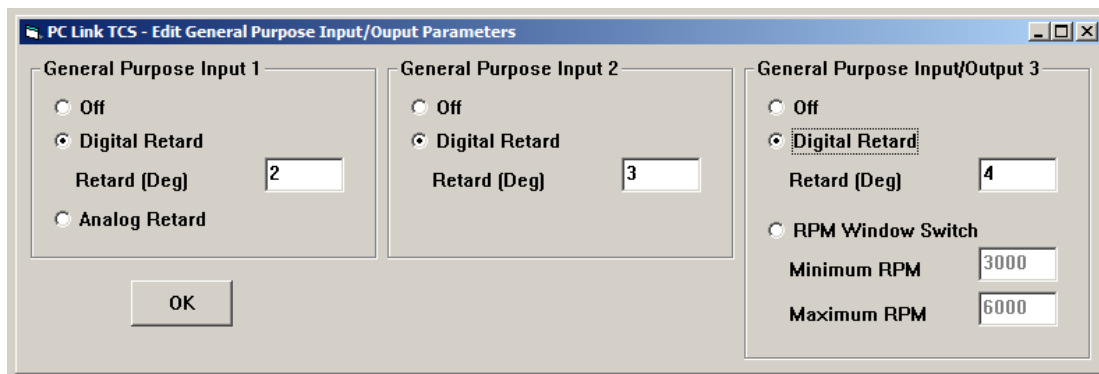 PC Link TCS - Edit General Purpose Input/Ouput Parameters
General Purpose Input 1
Off
Digital Retard
Retard (Deg) 2
Analog Retard
General Purpose Input 2
Off
Digital Retard
Retard (Deg) 3
General Purpose Input/Output 3
Off
Digital Retard
Retard (Deg) 4
RPM Window Switch
Minimum RPM 3000
Maximum RPM 6000
OK